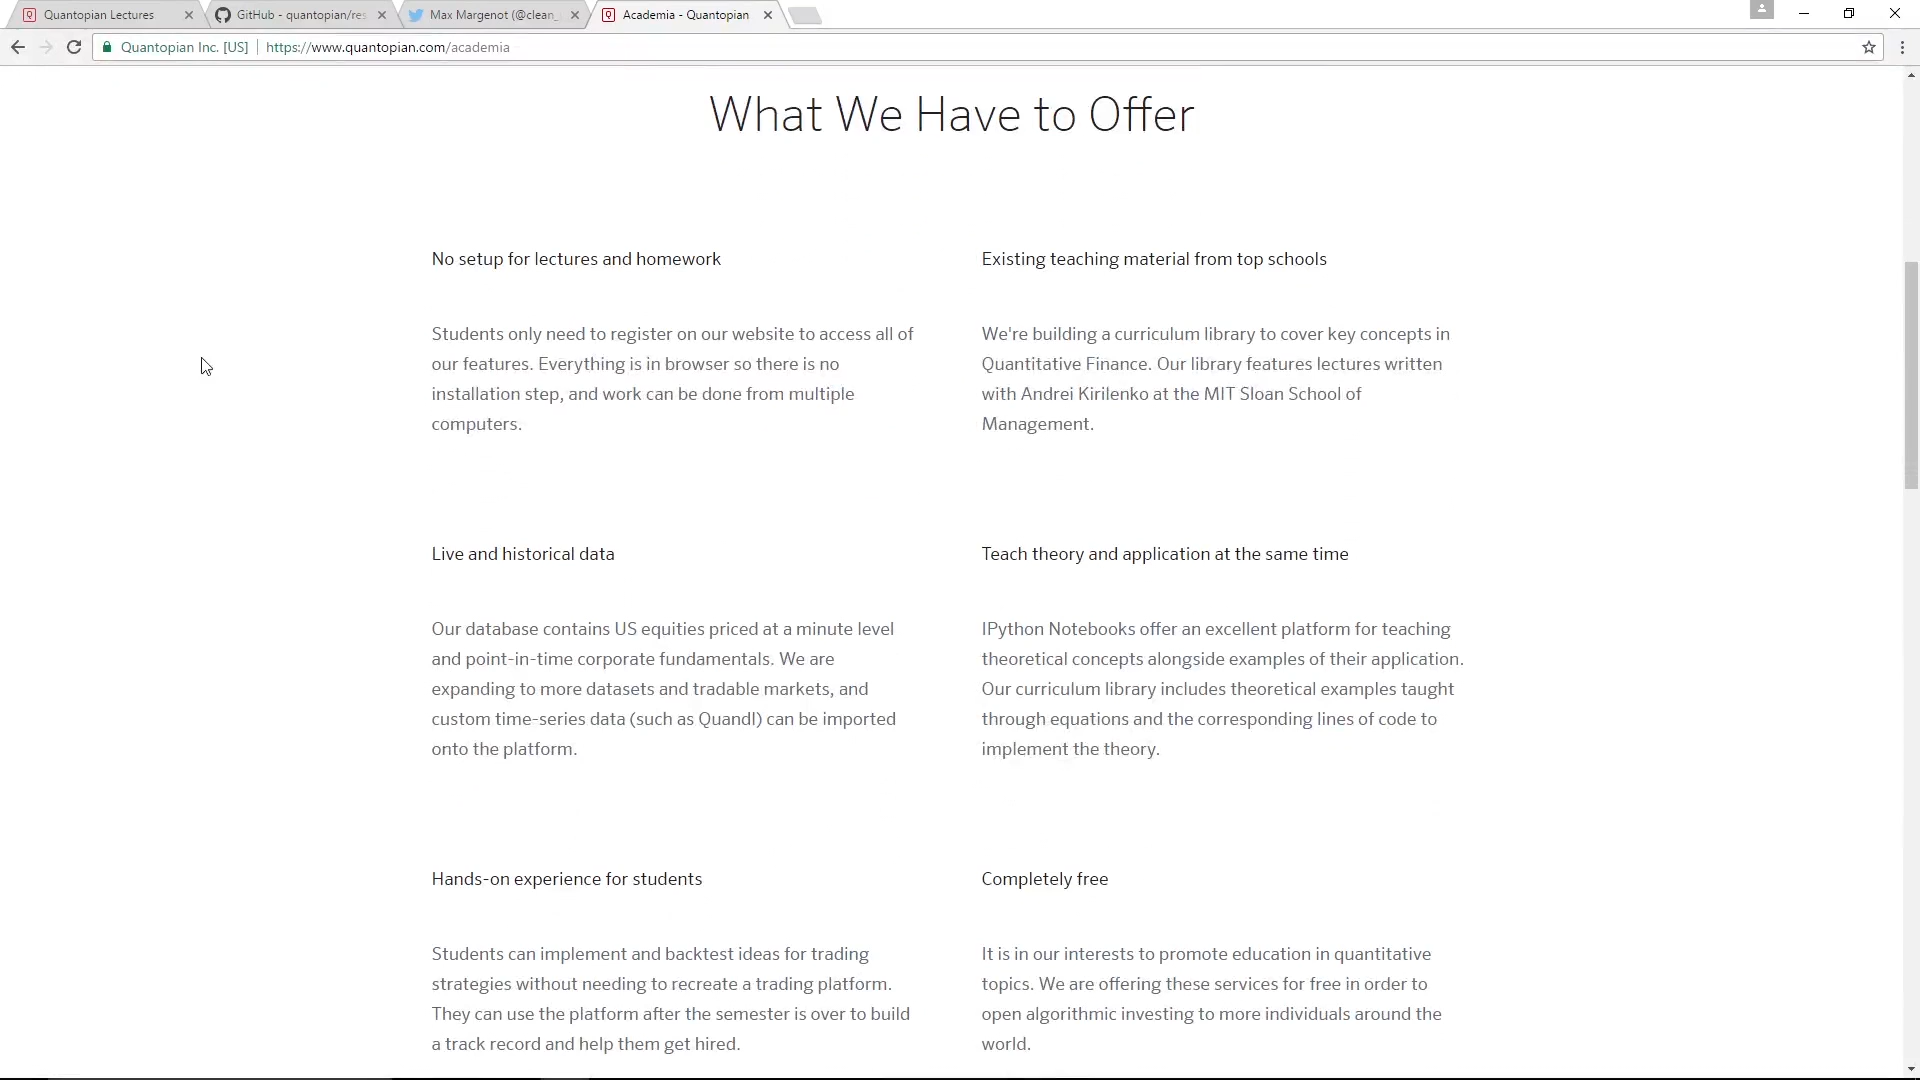 Quantopian Lectures
GitHub - quantopian/res
Max Margenot (@clean_
Academia - Quantopian
Quantopian Inc. [US]
https://www.quantopian.com/academia
What We Have to Offer
No setup for lectures and homework
Students only need to register on our website to access all of
our features. Everything is in browser so there is no
installation step, and work can be done from multiple
computers.
Existing teaching material from top schools
We're building a curriculum library to cover key concepts in
Quantitative Finance. Our library features lectures written
with Andrei Kirilenko at the MIT Sloan School of
Management.
Live and historical data
Our database contains US equities priced at a minute level
and point-in-time corporate fundamentals. We are
expanding to more datasets and tradable markets, and
custom time-series data (such as Quandl) can be imported
onto the platform.
Teach theory and application at the same time
IPython Notebooks offer an excellent platform for teaching
theoretical concepts alongside examples of their application.
Our curriculum library includes theoretical examples taught
through equations and the corresponding lines of code to
implement the theory.
Hands-on experience for students
Students can implement and backtest ideas for trading
strategies without needing to recreate a trading platform.
They can use the platform after the semester is over to build
a track record and help them get hired.
Completely free
It is in our interests to promote education in quantitative
topics. We are offering these services for free in order to
open algorithmic investing to more individuals around the
world.